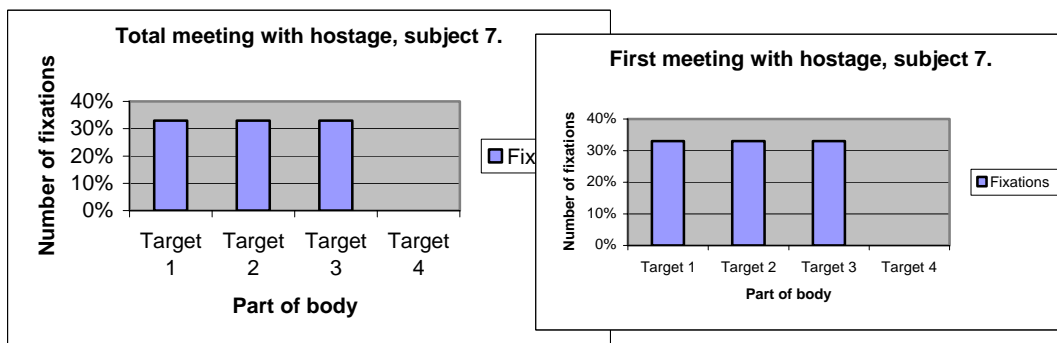 Total meeting with hostage, subject 7.
Number of fixations
40%
30%
20%
10%
0%
Target 1
Target 2
Target 3
Target 4
Part of body
Fix
First meeting with hostage, subject 7.
Number of fixations
40%
30%
20%
10%
0%
Target 1
Target 2
Target 3
Target 4
Part of body
Fixations